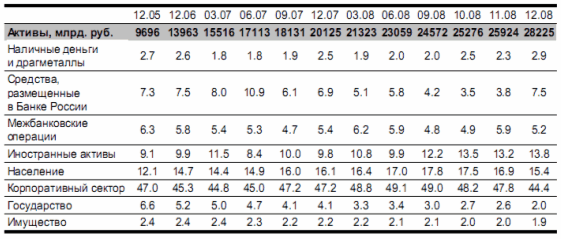 12.05 12.06 03.07 06.07 09.07 12.07 03.08 06.08 09.08 10.08 11.08 12.08
Активы, млрд. руб. 9696 13963 15516 17113 18131 20125 21323 23059 24572 25276 25924 28225
Наличные деньги
и драгметаллы 2.7 2.6 1.8 1.8 1.9 2.5 1.9 2.0 2.0 2.5 2.3 2.9
Средства,
размещенные 7.3 7.5 8.0 10.9 6.1 6.9 5.1 5.8 4.2 3.5 3.8 7.5
в Банке России
Межбанковские
операции 6.3 5.8 5.4 5.3 4.7 5.4 6.2 5.9 4.8 4.9 5.9 5.2
Иностранные активы 9.1 9.9 11.5 8.4 10.0 9.8 10.8 9.9 12.2 13.5 13.2 13.8
Население 12.1 14.7 14.4 14.9 16.0 16.1 16.4 17.0 17.8 17.5 16.9 15.4
Корпоративный сектор 47.0 45.3 44.8 45.0 47.2 47.2 48.8 49.1 49.0 48.2 47.8 44.4
Государство 6.6 5.2 5.0 4.7 4.1 4.1 3.3 3.4 3.0 2.7 2.6 2.0
Имущество 2.4 2.4 2.4 2.3 2.2 2.2 2.2 2.1 2.1 2.0 2.0 1.9